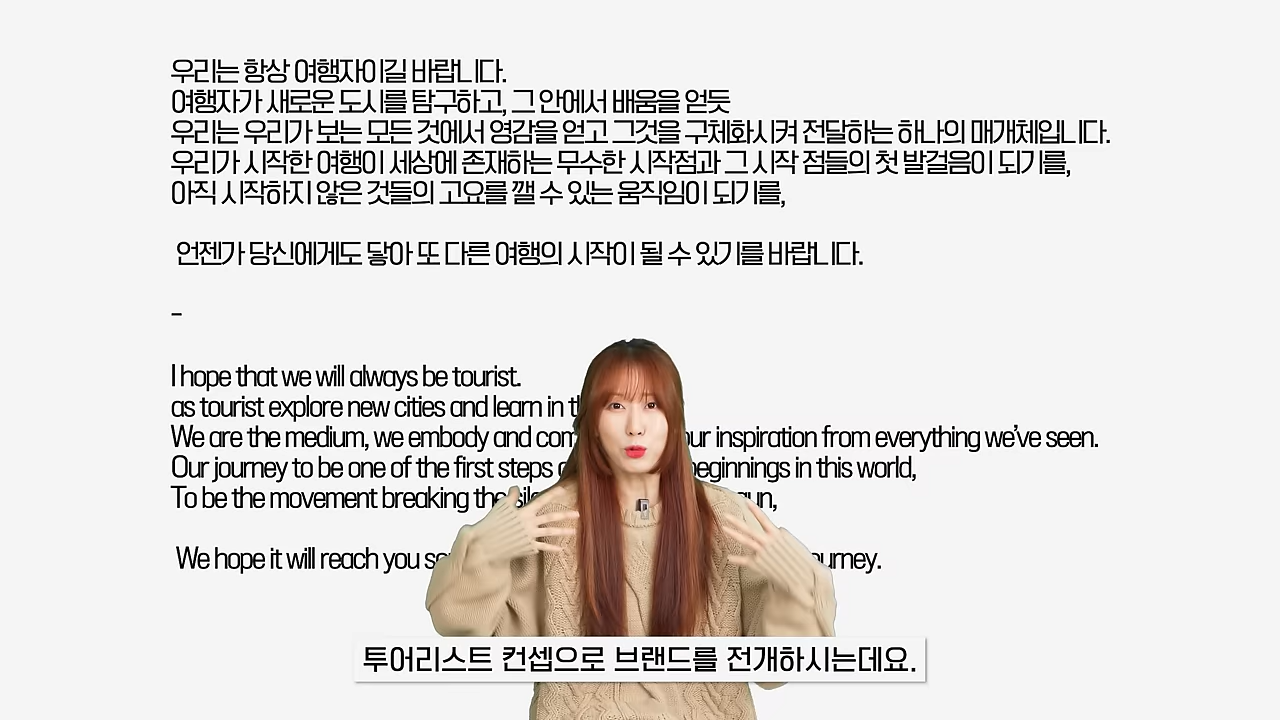 우리는 항상 여행자이길 바랍니다.
여행자가 새로운 도시를 탐구하고, 그 안에서 배움을 얻듯
우리는 우리가 보는 모든 것에서 영감을 얻고 그것을 구체화시켜 전달하는 하나의 매개체입니다.
우리가 시작한 여행이 세상에 존재하는 무수한 시작점과 그 시작 점들의 첫 발걸음이 되기를,
아직 시작하지 않은 것들의 고요를 깰 수 있는 움직임이 되기를,
언젠가 당신에게도 닿아 또 다른 여행의 시작이 될 수 있기를 바랍니다.
–
I hope that we will always be tourist.
as tourist explore new cities and learn in
We are the medium, we embody and inspiration from everything we've seen.
Our journey to be one of the first steps beginnings in this world,
To be the movement breaking the
We hope it will reach you
투어리스트 컨셉으로 브랜드를 전개하시는데요.